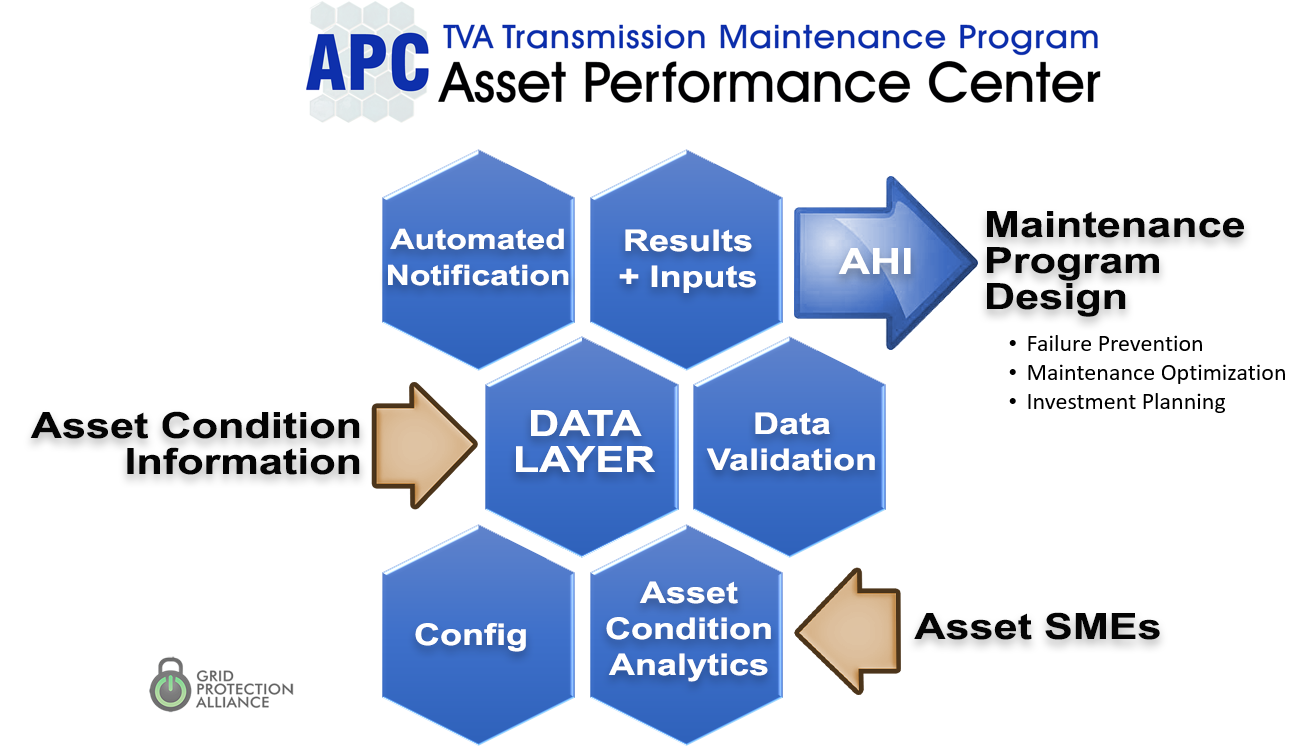 APC
TVA Transmission Maintenance Program
Asset Performance Center
Automated
Notification
Results
+ Inputs
AHI
Maintenance
Program
Design
• Failure Prevention
• Maintenance Optimization
• Investment Planning
Asset Condition
Information
DATA
LAYER
Data
Validation
Config
Asset
Condition
Analytics
Asset SMEs
GRID
PROTECTION
ALLIANCE